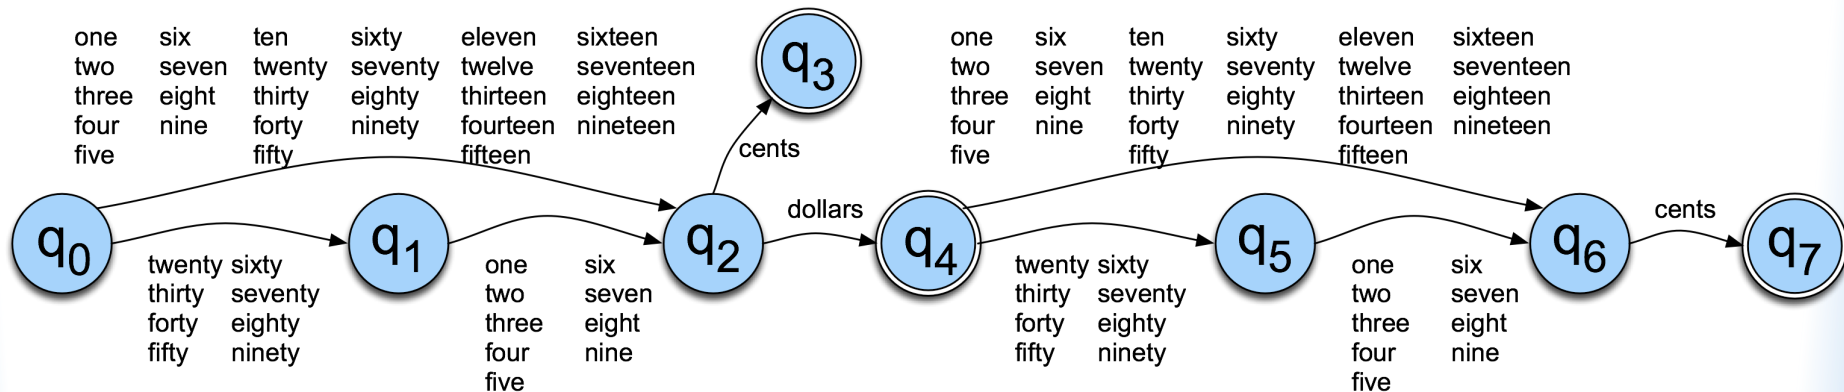 one six ten sixty eleven sixteen
two seven twenty seventy twelve seventeen
three eight thirty eighty thirteen eighteen
four nine forty ninety fourteen nineteen
five fifty fifteen
q3
one six ten sixty eleven sixteen
two seven twenty seventy twelve seventeen
three eight thirty eighty thirteen eighteen
four nine forty ninety fourteen nineteen
five fifty fifteen
cents
dollars
cents
q0
q1
q2
q4
q5
q6
q7
twenty sixty
thirty seventy
forty eighty
fifty ninety
one six
two seven
three eight
four nine
five
twenty sixty
thirty seventy
forty eighty
fifty ninety
one six
two seven
three eight
four nine
five